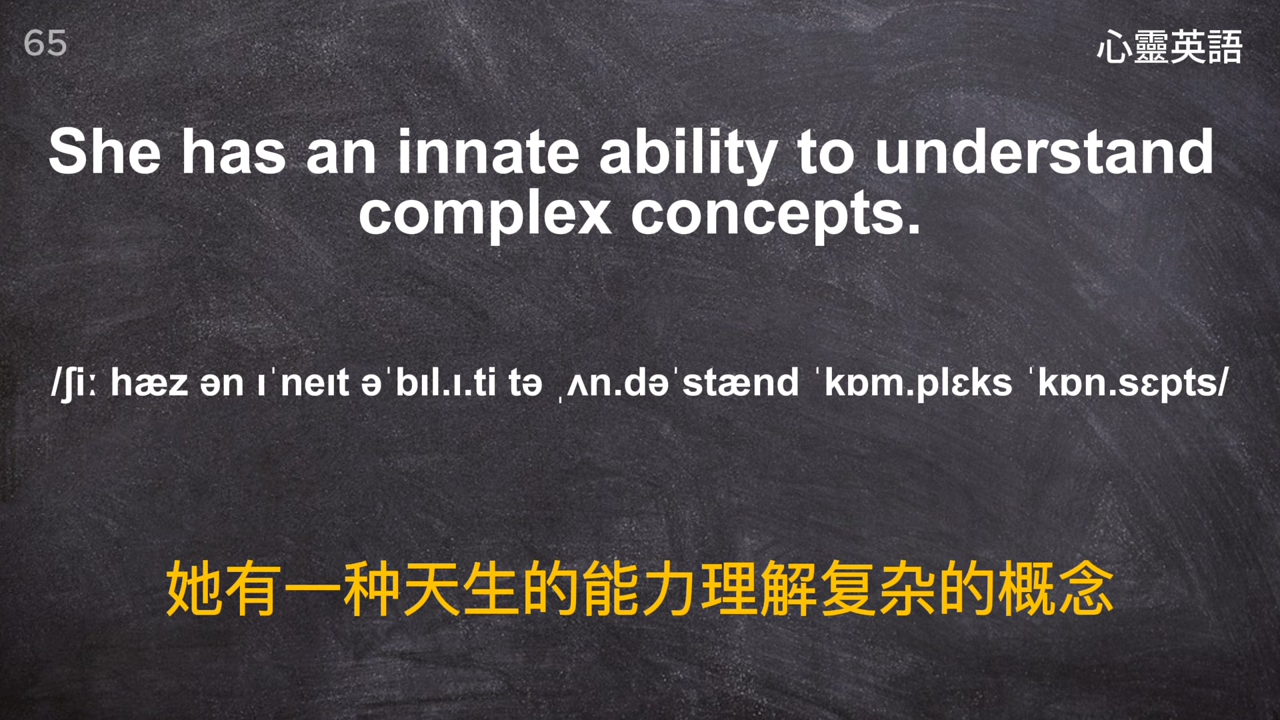 65
心靈英語
She has an innate ability to understand
complex concepts.
/ʃiː hæz ən ɪˈneɪt əˈbɪl.ɪ.ti tə ˌʌn.dəˈstænd ˈkɒm.plɛks ˈkɒn.sɛpts/
她有一种天生的能力理解复杂的概念